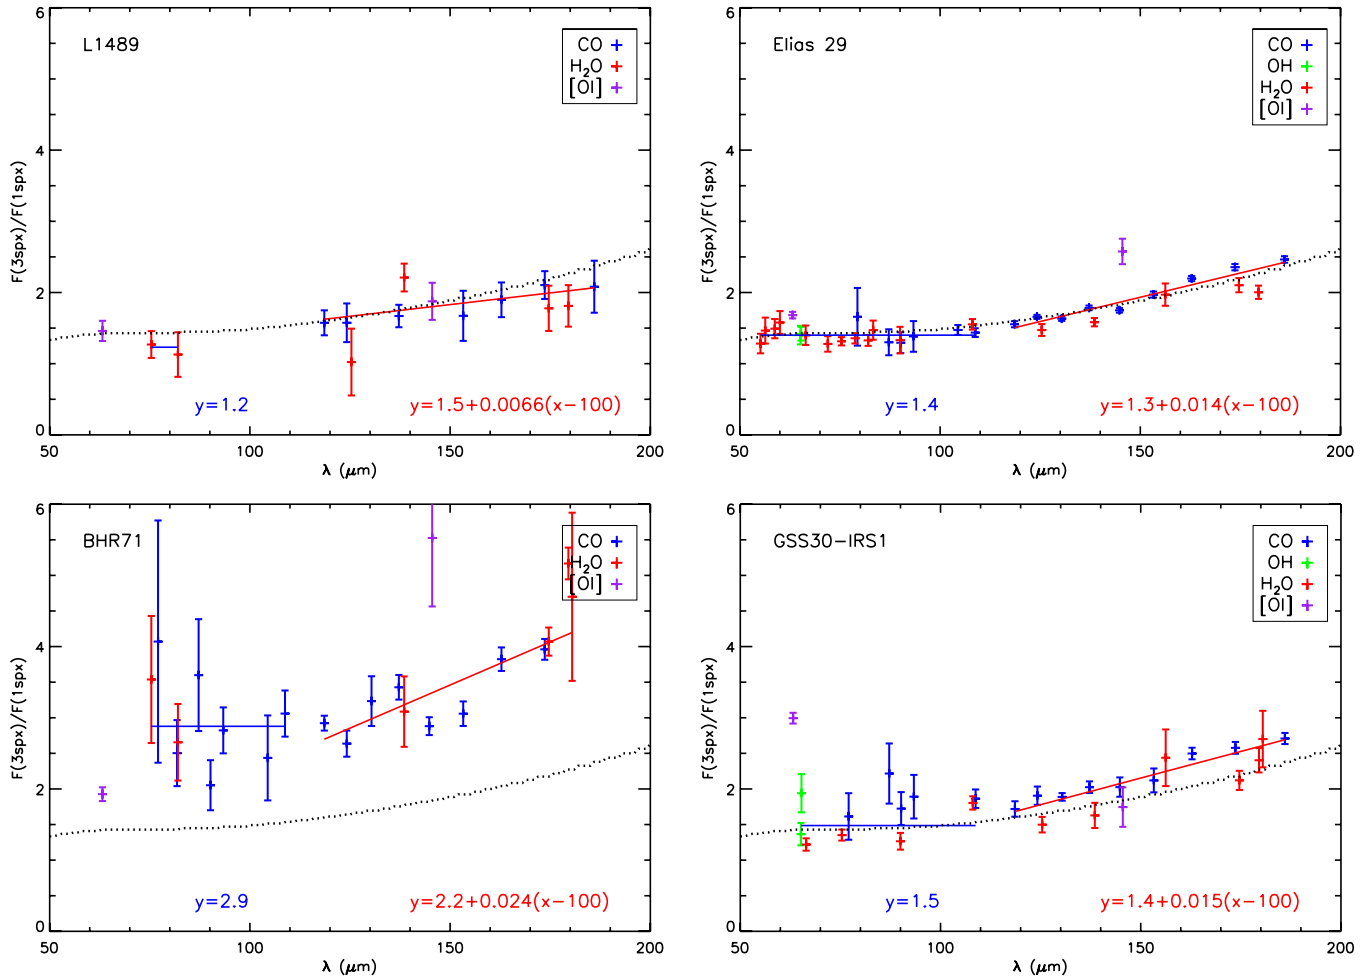 L1489
CO
H2O
[OI]
F(3spx)/F(1spx)
6
4
2
0
y=1.2
y=1.5+0.0066(x−100)
50
100
150
200
λ (μm)
Elias 29
CO
OH
H2O
[OI]
F(3spx)/F(1spx)
6
4
2
0
y=1.4
y=1.3+0.014(x−100)
50
100
150
200
λ (μm)
BHR71
CO
H2O
[OI]
F(3spx)/F(1spx)
6
4
2
0
y=2.9
y=2.2+0.024(x−100)
50
100
150
200
λ (μm)
GSS30−IRS1
CO
OH
H2O
[OI]
F(3spx)/F(1spx)
6
4
2
0
y=1.5
y=1.4+0.015(x−100)
50
100
150
200
λ (μm)